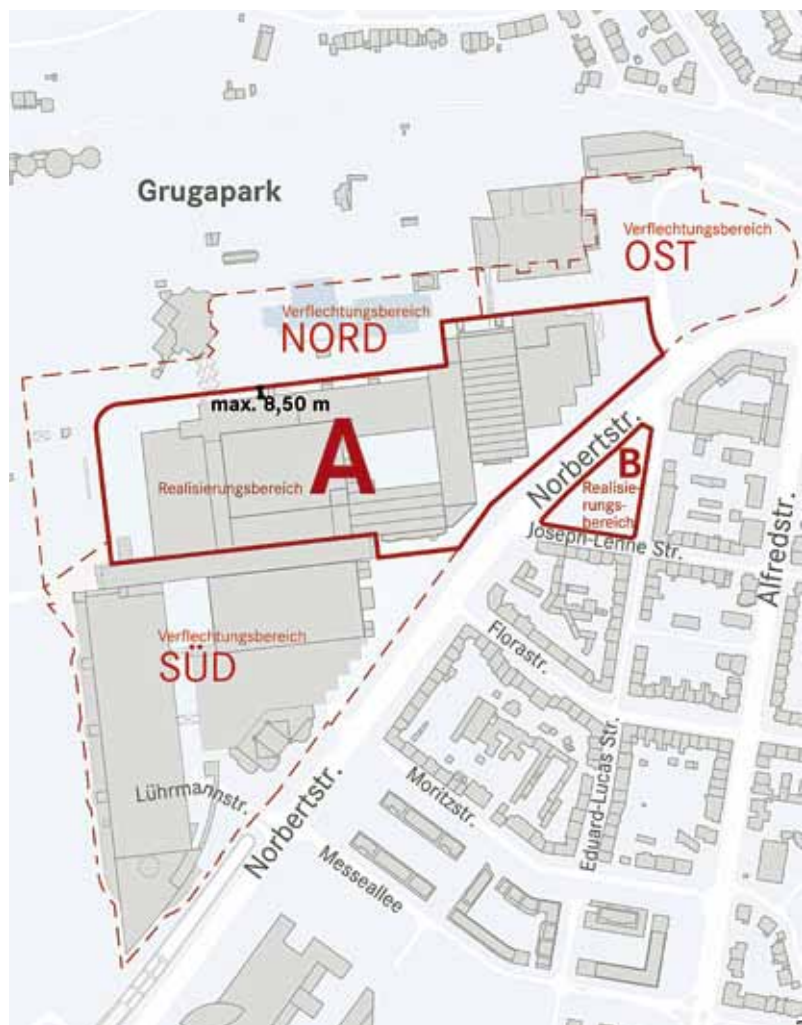 Grugapark
Verflechtungsbereich
OST
Verflechtungsbereich
NORD
max. 8,50 m
A
Realisierungsbereich
Norbertstr.
B
Realisie-
rungs-
bereich
Joseph-Lenne Str.
Alfredstr.
Verflechtungsbereich
SÜD
Florastr.
Eduard-Lucas Str.
Moritzstr.
Lührmannstr.
Norbertstr.
Messeallee